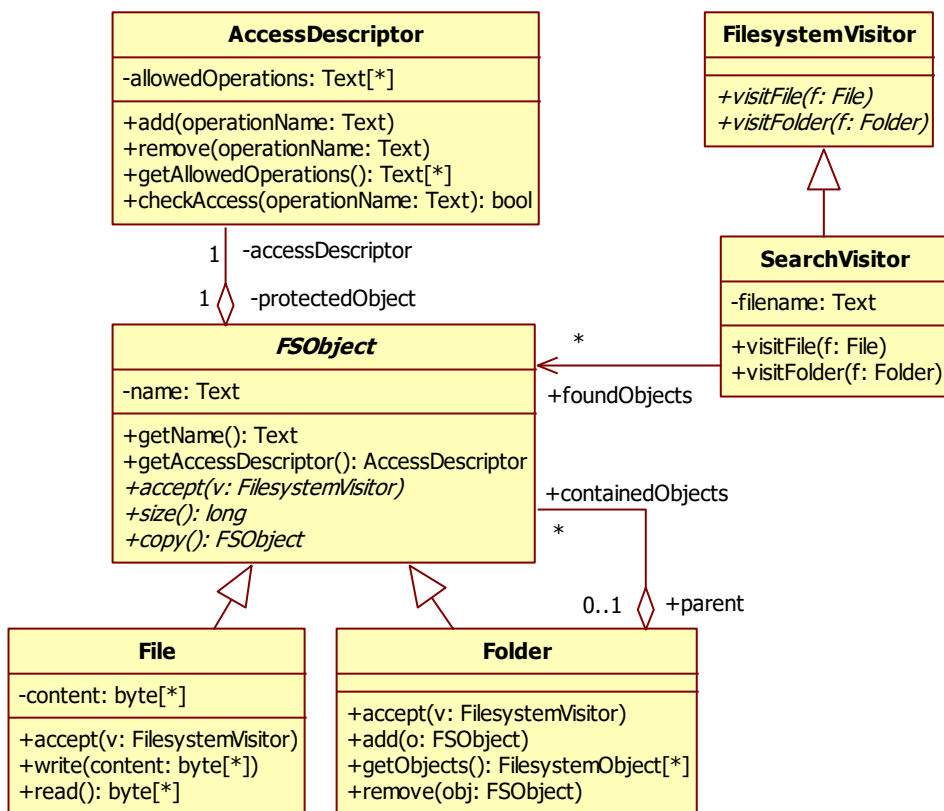 AccessDescriptor
-allowedOperations: Text[*]
+add(operationName: Text)
+remove(operationName: Text)
+getAllowedOperations(): Text[*]
+checkAccess(operationName: Text): bool
FilesystemVisitor
+visitFile(f: File)
+visitFolder(f: Folder)
1
-accessDescriptor
1
-protectedObject
SearchVisitor
-filename: Text
+visitFile(f: File)
+visitFolder(f: Folder)
*
+foundObjects
FSObject
-name: Text
+getName(): Text
+getAccessDescriptor(): AccessDescriptor
+accept(v: FilesystemVisitor)
+size(): long
+copy(): FSObject
+containedObjects
*
0..1
+parent
File
-content: byte[*]
+accept(v: FilesystemVisitor)
+write(content: byte[*])
+read(): byte[*]
Folder
+accept(v: FilesystemVisitor)
+add(o: FSObject)
+getObjects(): FilesystemObject[*]
+remove(obj: FSObject)